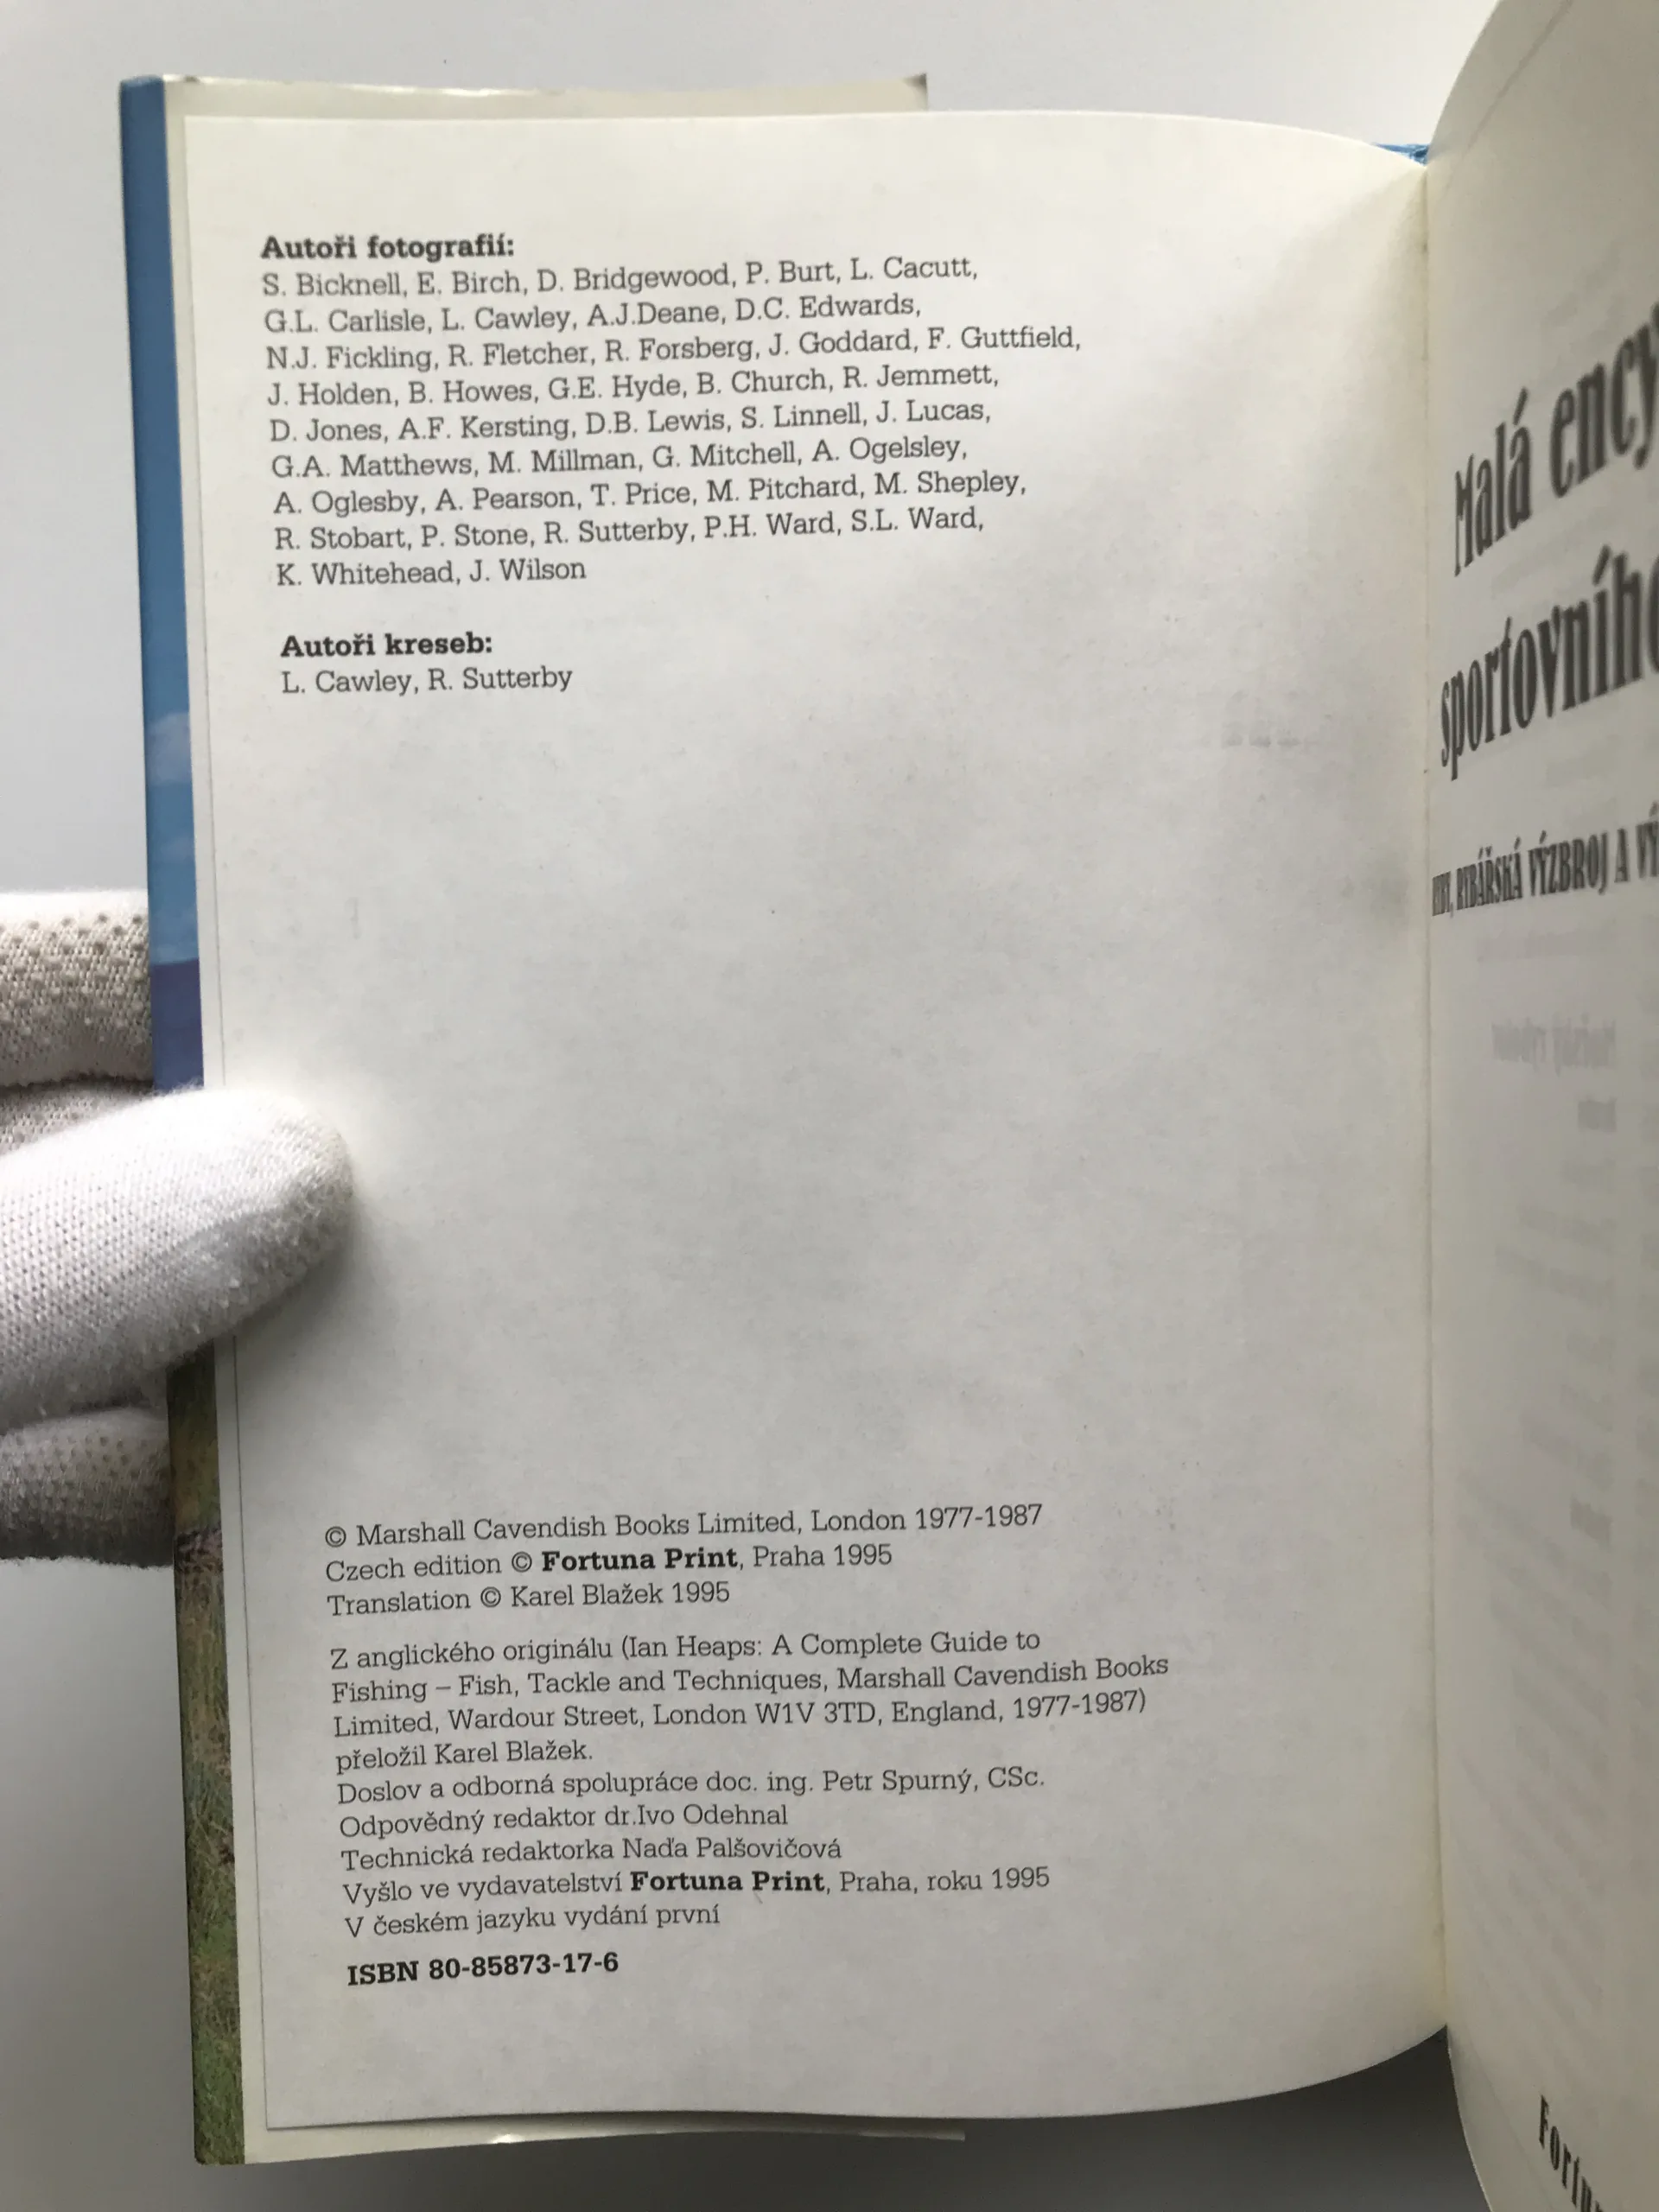 Autoři fotografií:
S. Bicknell, E. Birch, D. Bridgewood, P. Burt, L. Cacutt,
G.L. Carlisle, L. Cawley, A.J.Deane, D.C. Edwards,
N.J. Fickling, R. Fletcher, R. Forsberg, J. Goddard, F. Guttfield,
J. Holden, B. Howes, G.E. Hyde, B. Church, R. Jemmett,
D. Jones, A.F. Kersting, D.B. Lewis, S. Linnell, J. Lucas,
G.A. Matthews, M. Millman, G. Mitchell, A. Ogelsley,
A. Oglesby, A. Pearson, T. Price, M. Pitchard, M. Shepley,
R. Stobart, P. Stone, R. Sutterby, P.H. Ward, S.L. Ward,
K. Whitehead, J. Wilson
Autoři kreseb:
L. Cawley, R. Sutterby
© Marshall Cavendish Books Limited, London 1977-1987
Czech edition © Fortuna Print, Praha 1995
Translation © Karel Blažek 1995
Z anglického originálu (Ian Heaps: A Complete Guide to
Fishing – Fish, Tackle and Techniques, Marshall Cavendish Books
Limited, Wardour Street, London W1V 3TD, England, 1977-1987)
přeložil Karel Blažek.
Doslov a odborná spolupráce doc. ing. Petr Spurný, CSc.
Odpovědný redaktor dr.Ivo Odehnal
Technická redaktorka Naďa Palšovičová
Vyšlo ve vydavatelství Fortuna Print, Praha, roku 1995
V českém jazyku vydání první
ISBN 80-85873-17-6
Malá ency
sportovního
RYBY, RYBÁŘSKÁ VÝZBROJ A VÝ
Fortun